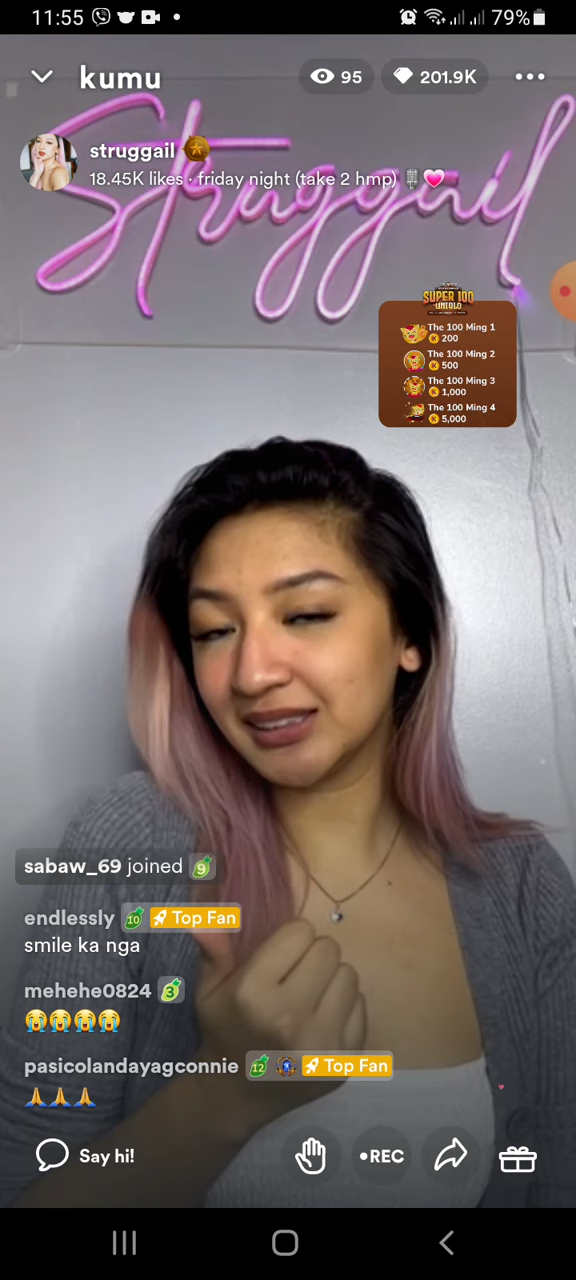 11:55
79%
kumu
95
201.9K
struggail
18.45K likes · friday night (take 2 hmp) 🎙️💗
Struggail
SUPER 100
UNTOLD
The 100 Ming 1
200
The 100 Ming 2
500
The 100 Ming 3
1,000
The 100 Ming 4
5,000
sabaw_69 joined 9
endlessly 10 Top Fan
smile ka nga
mehehe0824 3
😭😭😭😭
pasicolandayagconnie 12 Top Fan
🙏🙏🙏
Say hi!
•REC